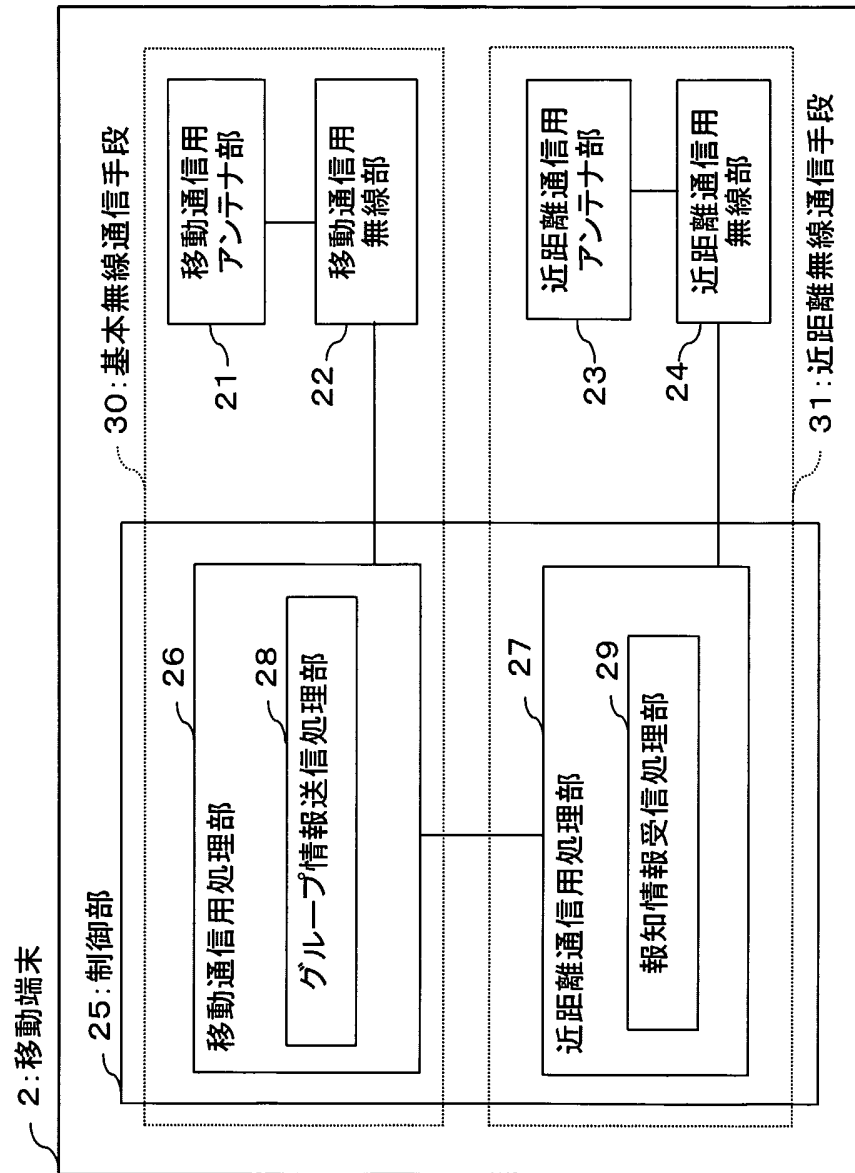 2:移動端末
25:制御部
30:基本無線通信手段
移動通信用処理部
26
グループ情報送信処理部
28
21
移動通信用
アンテナ部
22
移動通信用
無線部
近距離通信用処理部
27
報知情報受信処理部
29
23
近距離通信用
アンテナ部
24
近距離通信用
無線部
31:近距離無線通信手段